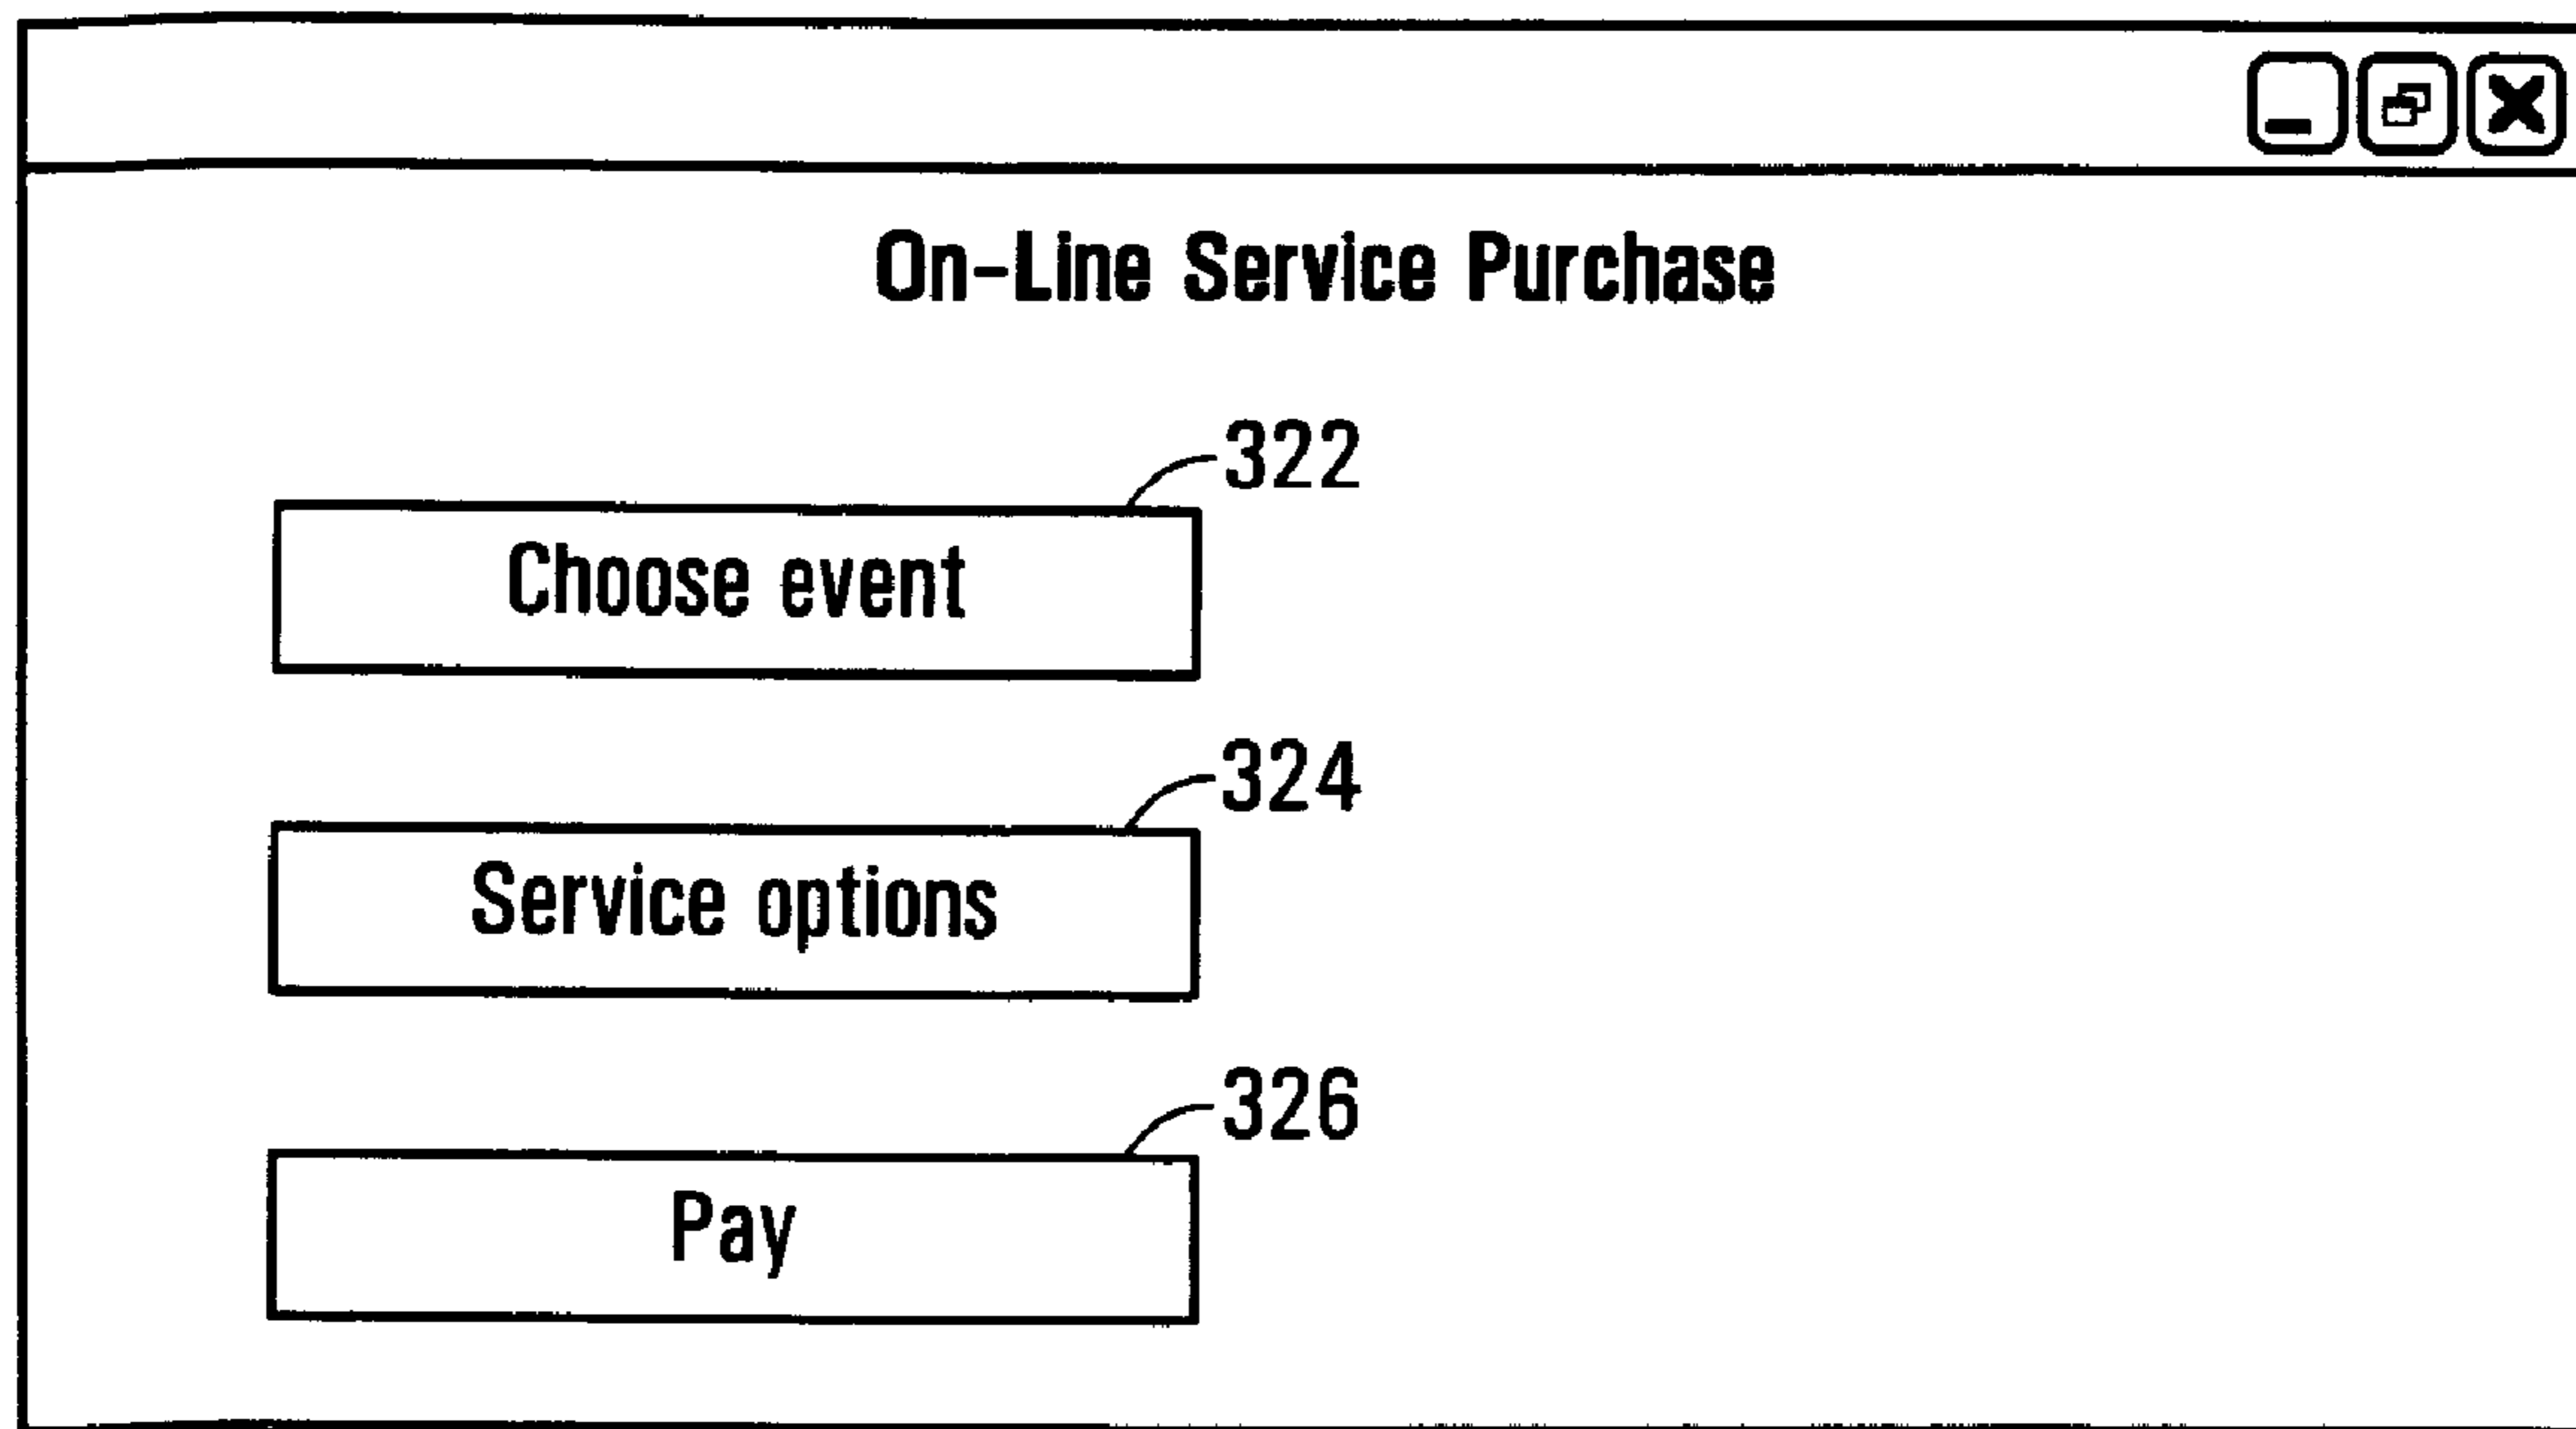 On-Line Service Purchase
322
Choose event
324
Service options
326
Pay